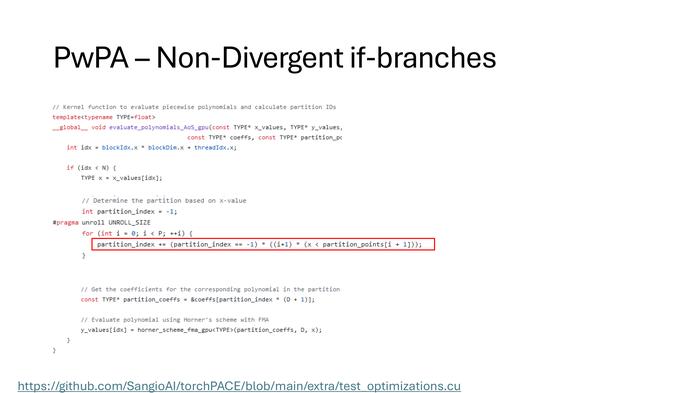 PwPA – Non-Divergent if-branches
// Kernel function to evaluate piecewise polynomials and calculate partition IDs
template<typename TYPE=float>
__global__ void evaluate_polynomials_AoS_gpu(const TYPE* x_values, TYPE* y_values,
const TYPE* coeffs, const TYPE* partition_pc
int idx = blockIdx.x * blockDim.x + threadIdx.x;
if (idx < N) {
TYPE x = x_values[idx];
// Determine the partition based on x-value
int partition_index = -1;
#pragma unroll UNROLL_SIZE
for (int i = 0; i < P; ++i) {
partition_index += (partition_index == -1) * ((i+1) * (x < partition_points[i + 1]));
}
// Get the coefficients for the corresponding polynomial in the partition
const TYPE* partition_coeffs = &coeffs[partition_index * (D + 1)];
// Evaluate polynomial using Horner's scheme with FMA
y_values[idx] = horner_scheme_fma_gpu<TYPE>(partition_coeffs, D, x);
}
}
https://github.com/SangioAI/torchPACE/blob/main/extra/test_optimizations.cu